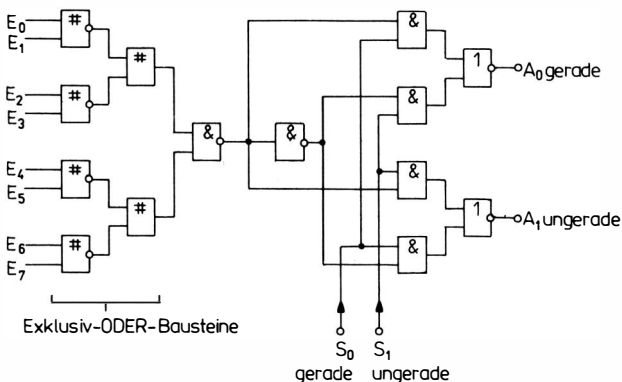 E0
E1
E2
E3
E4
E5
E6
E7
#
#
#
#
#
#
&
&
&
&
&
&
1
1
A0 gerade
A1 ungerade
Exklusiv-ODER-Bausteine
S0 S1
gerade ungerade